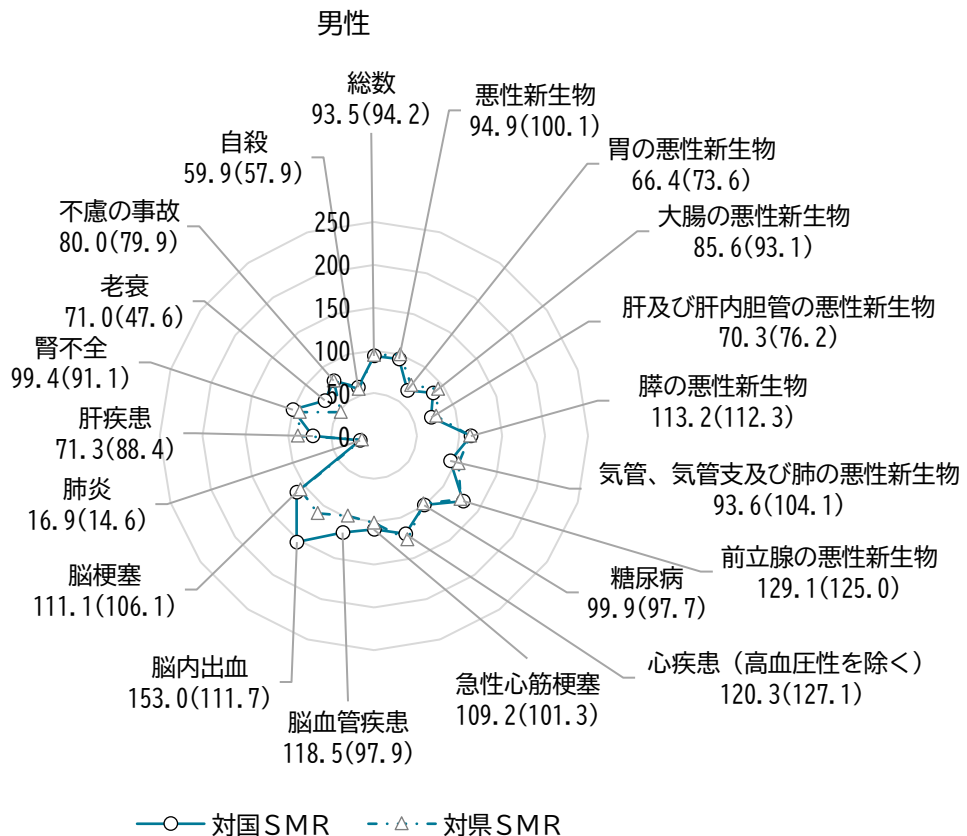 男性
総数
93.5(94.2)
悪性新生物
94.9(100.1)
胃の悪性新生物
66.4(73.6)
大腸の悪性新生物
85.6(93.1)
肝及び肝内胆管の悪性新生物
70.3(76.2)
膵の悪性新生物
113.2(112.3)
気管、気管支及び肺の悪性新生物
93.6(104.1)
前立腺の悪性新生物
129.1(125.0)
糖尿病
99.9(97.7)
心疾患（高血圧性を除く）
120.3(127.1)
急性心筋梗塞
109.2(101.3)
脳血管疾患
118.5(97.9)
脳内出血
153.0(111.7)
脳梗塞
111.1(106.1)
肺炎
16.9(14.6)
肝疾患
71.3(88.4)
腎不全
99.4(91.1)
老衰
71.0(47.6)
不慮の事故
80.0(79.9)
自殺
59.9(57.9)
250
200
150
100
50
0
対国ＳＭＲ
対県ＳＭＲ